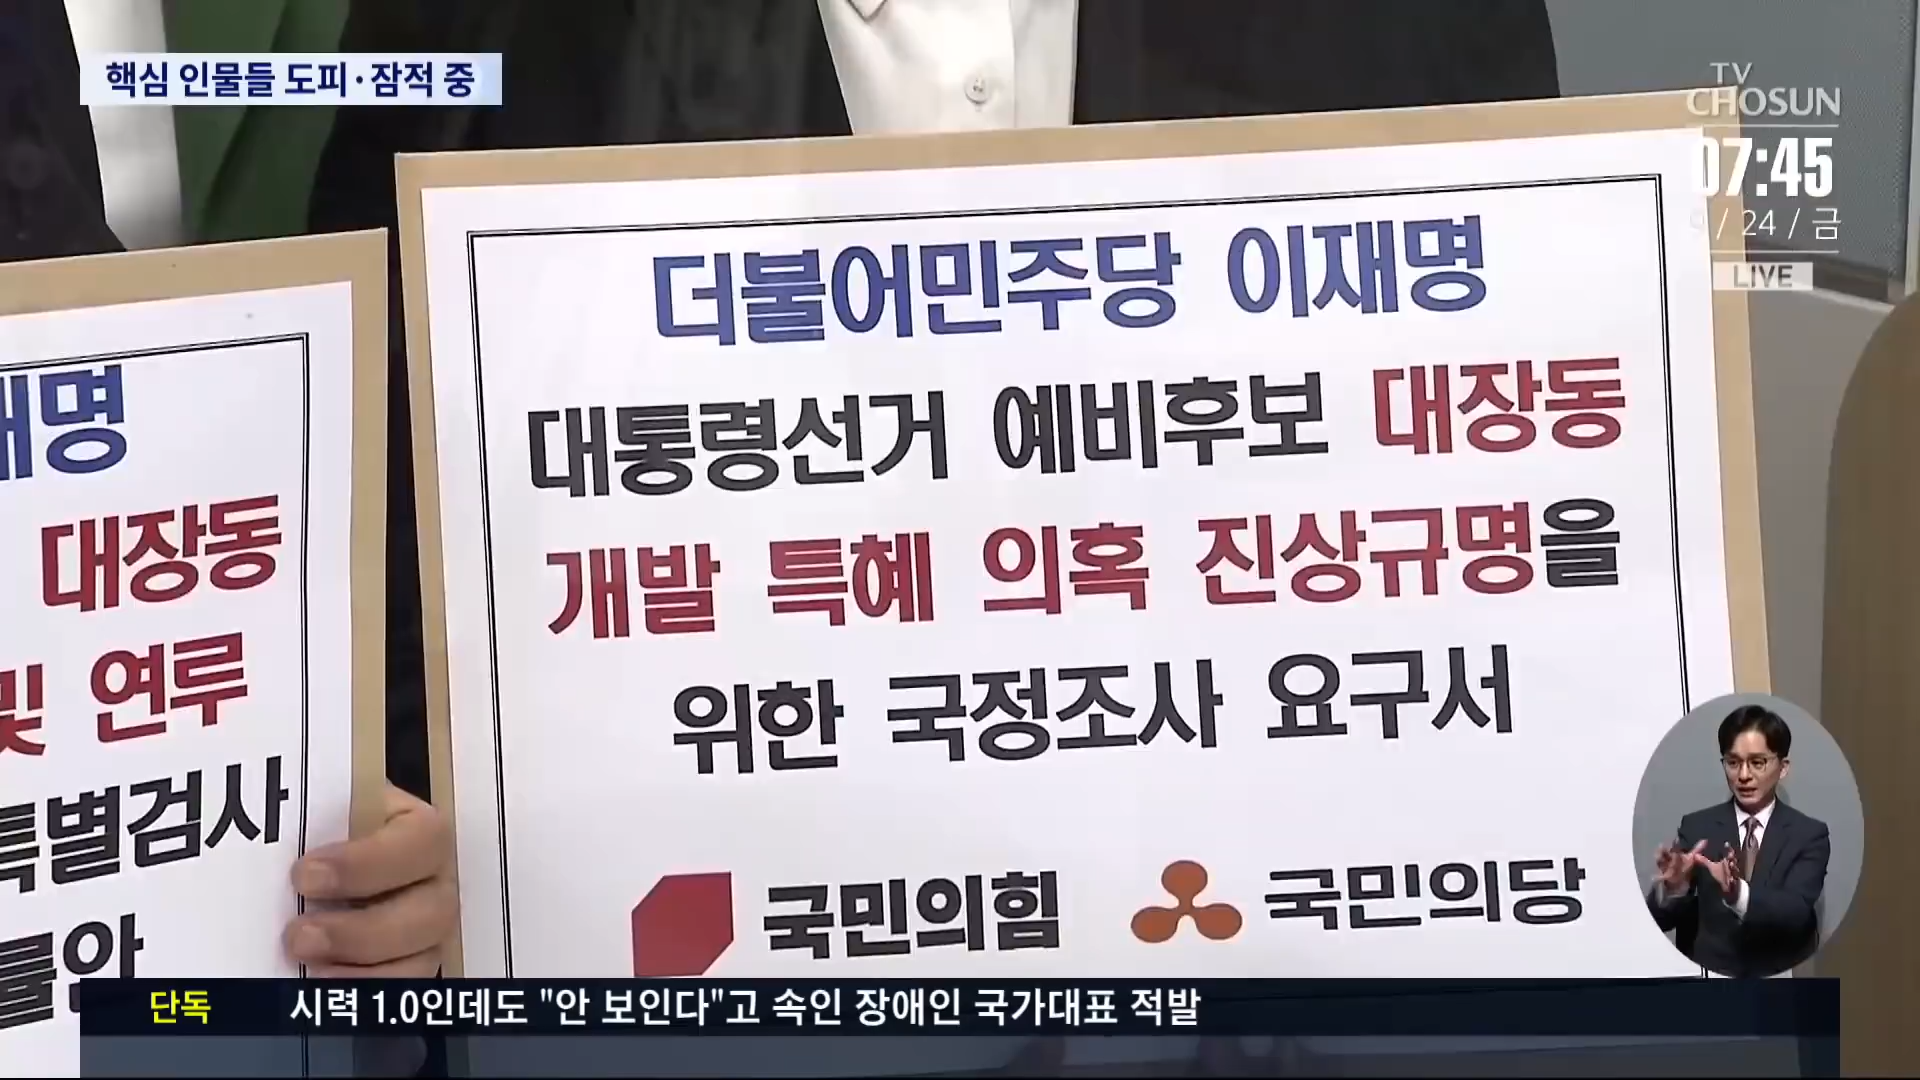 핵심 인물들 도피·잠적 중
TV
CHOSUN
07:45
9 / 24 / 금
LIVE
더불어민주당 이재명
대통령선거 예비후보 대장동
개발 특혜 의혹 진상규명을
위한 국정조사 요구서
국민의힘
국민의당
재명
대장동
및 연루
특별검사
률안
단독
시력 1.0인데도 "안 보인다"고 속인 장애인 국가대표 적발